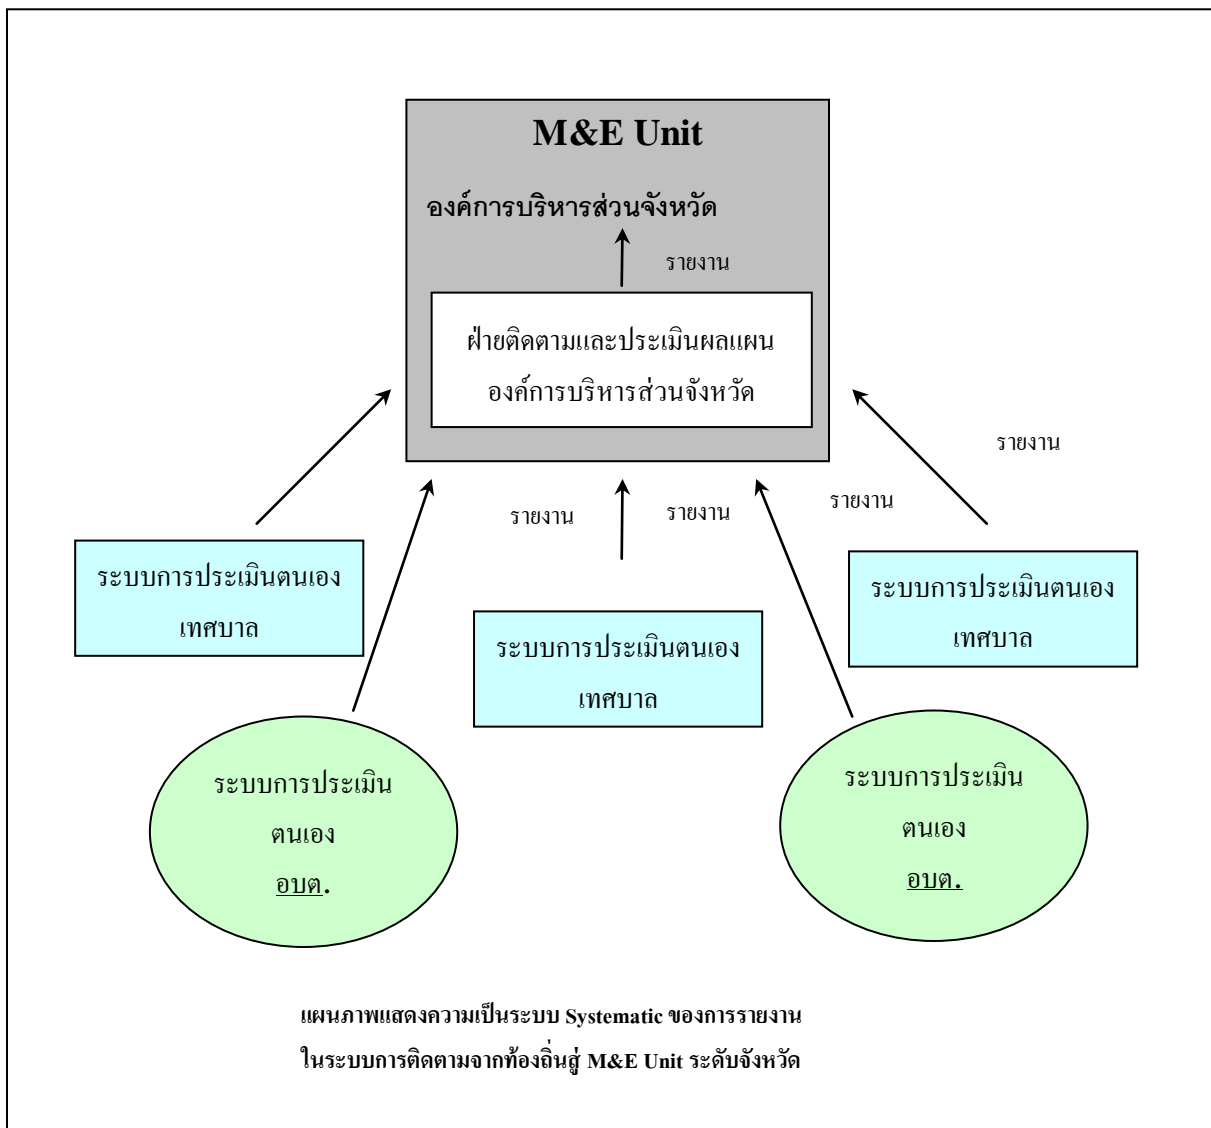 M&E Unit
องค์การบริหารส่วนจังหวัด
รายงาน
ฝ่ายติดตามและประเมินผลแผน
องค์การบริหารส่วนจังหวัด
รายงาน
รายงาน
รายงาน
รายงาน
ระบบการประเมินตนเอง
เทศบาล
ระบบการประเมินตนเอง
เทศบาล
ระบบการประเมินตนเอง
เทศบาล
ระบบการประเมิน
ตนเอง
อบต.
ระบบการประเมิน
ตนเอง
อบต.
แผนภาพแสดงความเป็นระบบ Systematic ของการรายงาน
ในระบบการติดตามจากท้องถิ่นสู่ M&E Unit ระดับจังหวัด